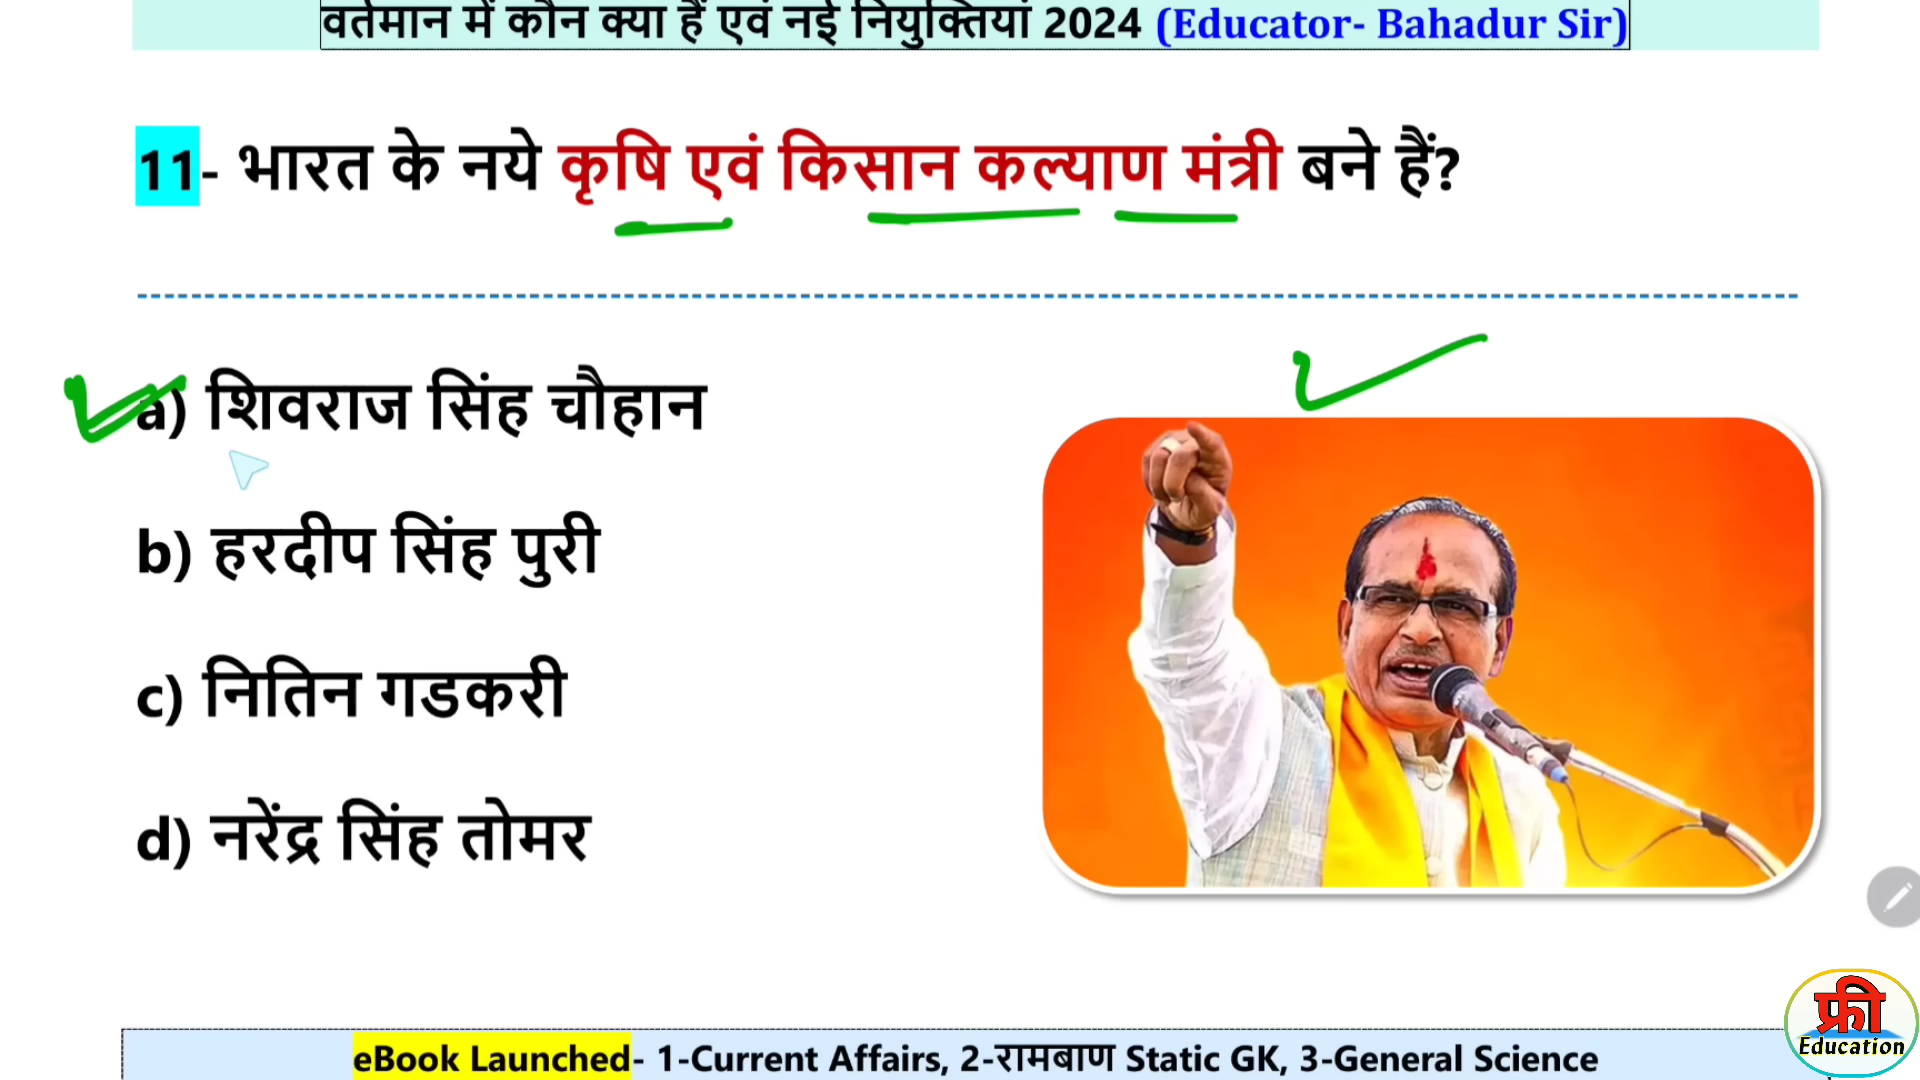 वर्तमान में कौन क्या हैं एवं नई नियुक्तियां 2024 (Educator- Bahadur Sir)
11- भारत के नये कृषि एवं किसान कल्याण मंत्री बने हैं?
a) शिवराज सिंह चौहान
b) हरदीप सिंह पुरी
c) नितिन गडकरी
d) नरेंद्र सिंह तोमर
फ्री
Education
eBook Launched- 1-Current Affairs, 2-रामबाण Static GK, 3-General Science